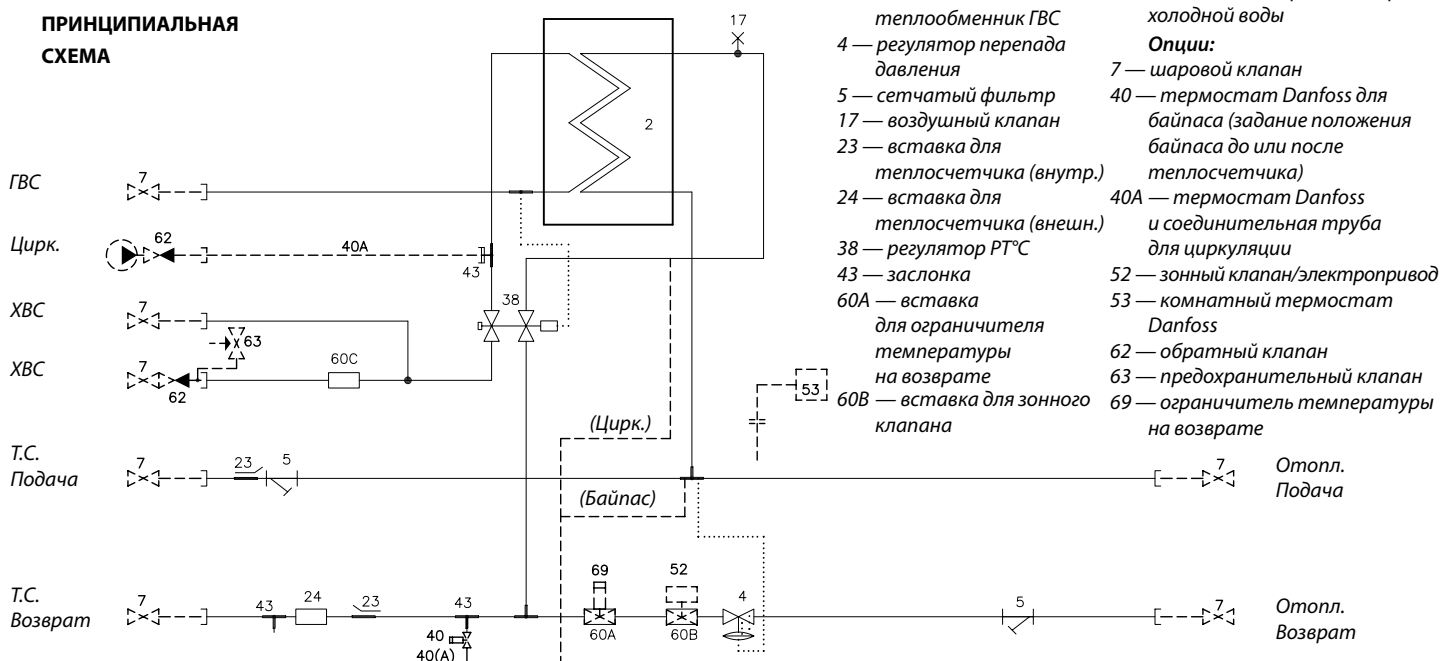 ПРИНЦИПИАЛЬНАЯ
СХЕМА
17
2
ГВС
7
Цирк.
62
40A
43
ХВС
7
38
63
ХВС
7
62
60C
53
(Цирк.)
Т.С.
Подача
7
23
5
7
Отопл.
Подача
(Байпас)
Т.С.
Возврат
7
43
24
23
43
40
40(A)
69
60A
52
60B
4
5
7
Отопл.
Возврат
теплообменник ГВС
4 — регулятор перепада
давления
5 — сетчатый фильтр
17 — воздушный клапан
23 — вставка для
теплосчетчика (внутр.)
24 — вставка для
теплосчетчика (внешн.)
38 — регулятор PT°C
43 — заслонка
60A — вставка
для ограничителя
температуры
на возврате
60B — вставка для зонного
клапана
холодной воды
Опции:
7 — шаровой клапан
40 — термостат Danfoss для
байпаса (задание положения
байпаса до или после
теплосчетчика)
40A — термостат Danfoss
и соединительная труба
для циркуляции
52 — зонный клапан/электропривод
53 — комнатный термостат
Danfoss
62 — обратный клапан
63 — предохранительный клапан
69 — ограничитель температуры
на возврате